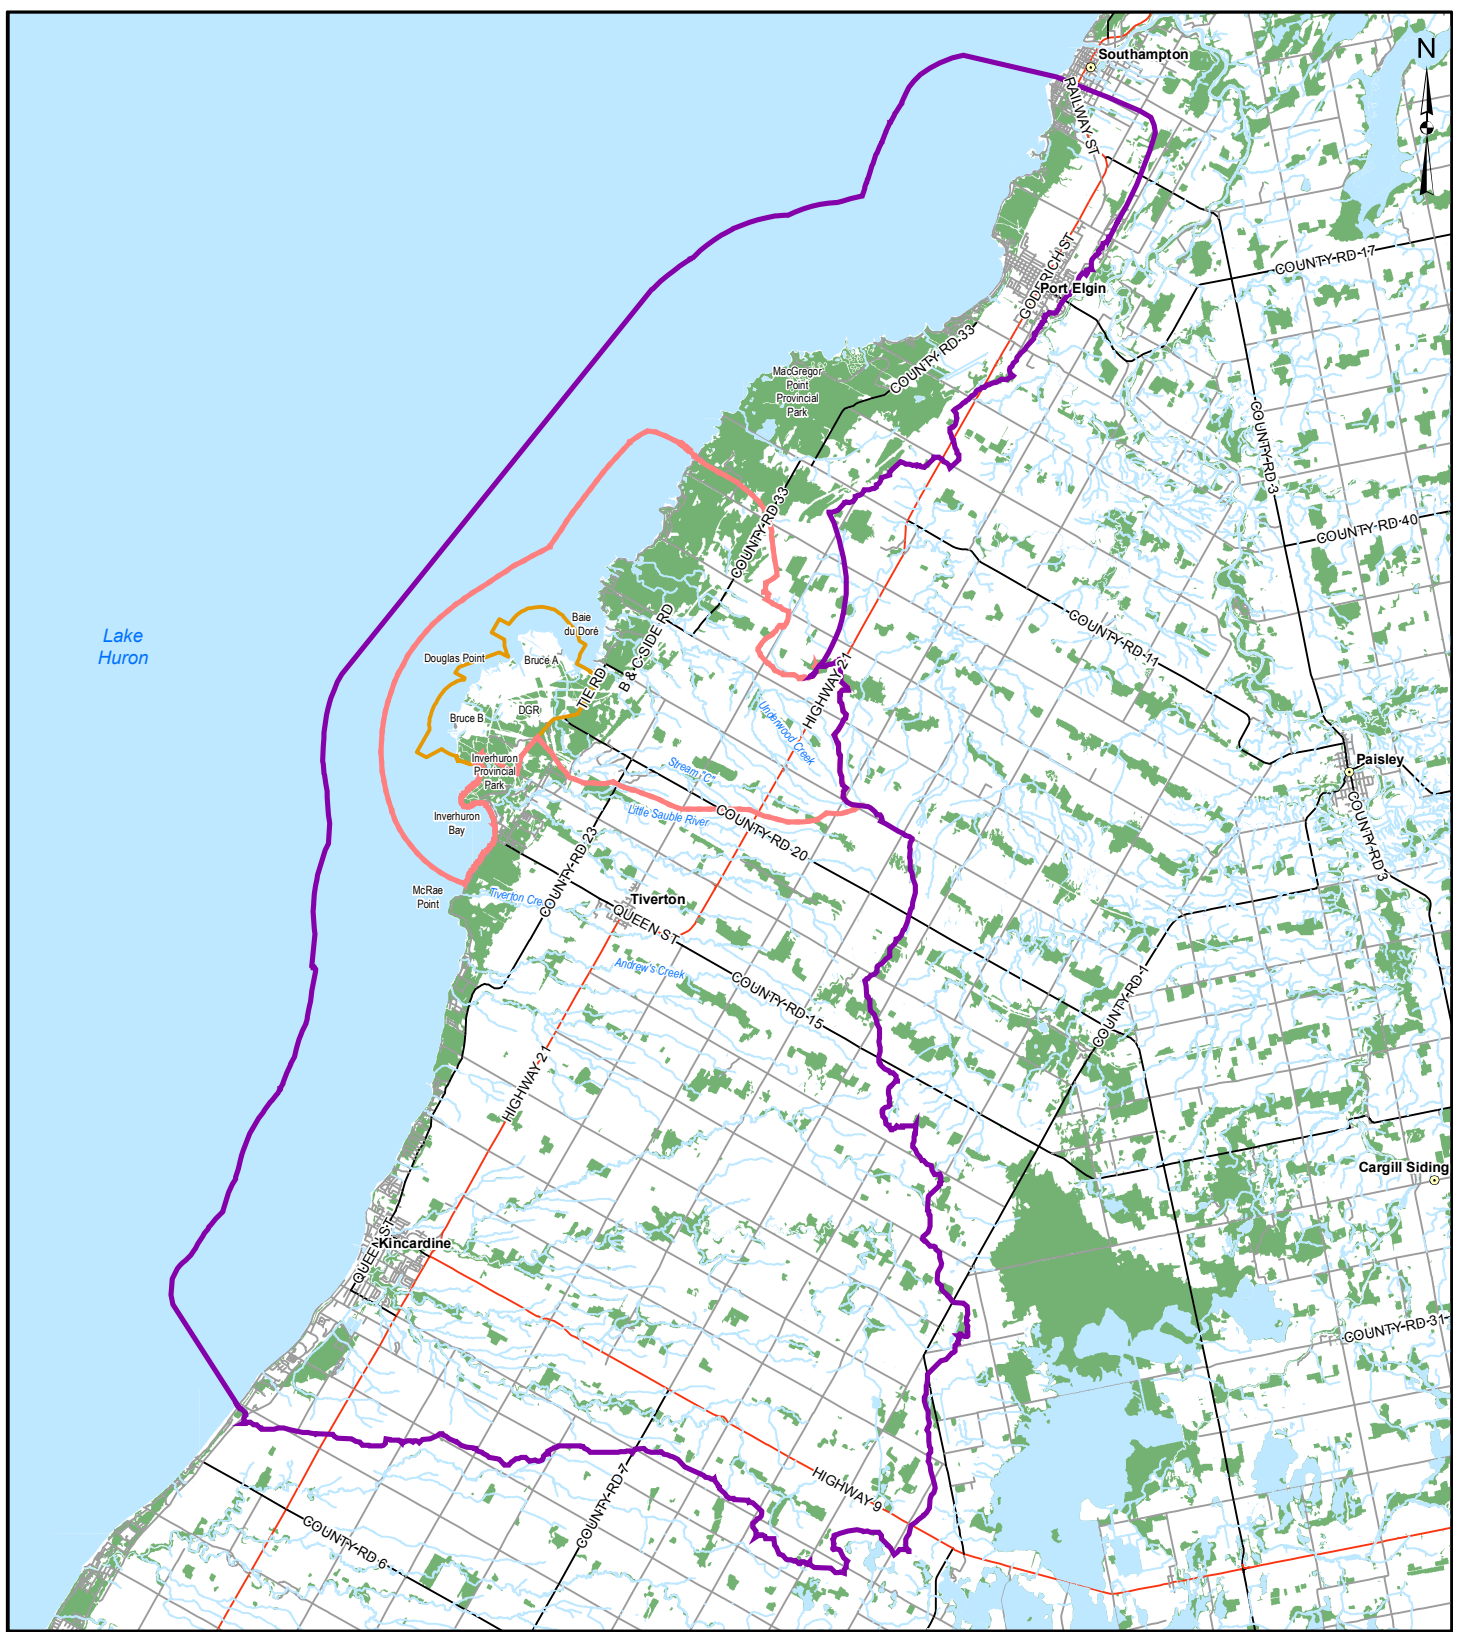 N
Southampton
RAILWAY ST
GODERICH ST
COUNTY RD 17
Port Elgin
COUNTY RD 33
MacGregor
Point
Provincial
Park
COUNTY RD 3
COUNTY RD 33
COUNTY RD 40
Lake
Huron
Baie
du Doré
B & C SIDE RD
COUNTY RD 11
Douglas Point
Bruce A
TIE RD
HIGHWAY 21
DGR
Bruce B
Underwood Creek
Inverhuron
Provincial
Park
Stream "C"
Paisley
Inverhuron
Bay
Little Sauble River
COUNTY RD 20
COUNTY RD 3
COUNTY RD 23
McRae
Point
Tiverton Cre
Tiverton
QUEEN ST
Andrew's Creek
COUNTY RD 15
COUNTY RD 1
HIGHWAY 21
Cargill Siding
QUEEN ST
Kincardine
COUNTY RD 31
HIGHWAY 9
COUNTY RD 7
COUNTY RD 6